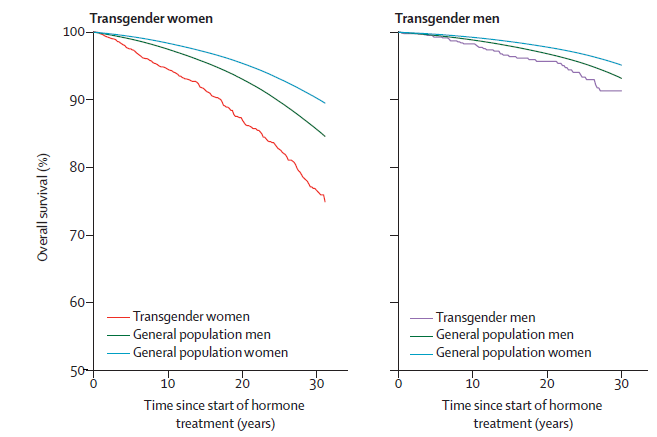 Transgender women
Transgender men
100
90
80
70
60
50
Overall survival (%)
Transgender women
General population men
General population women
Transgender men
General population men
General population women
0 10 20 30
0 10 20 30
Time since start of hormone
treatment (years)
Time since start of hormone
treatment (years)